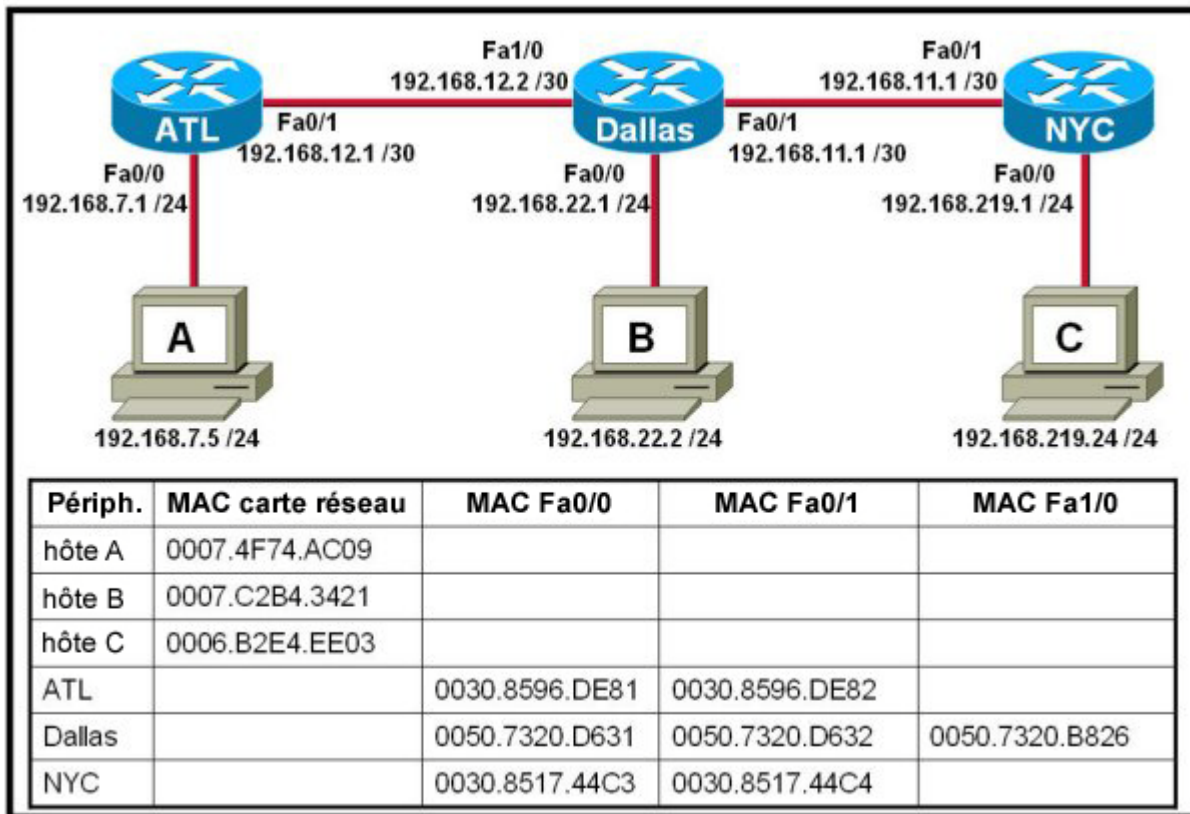 Fa1/0
192.168.12.2 /30
Fa0/1
192.168.11.1 /30
ATL
Dallas
NYC
Fa0/1
192.168.12.1 /30
Fa0/1
192.168.11.1 /30
Fa0/0
192.168.7.1 /24
Fa0/0
192.168.22.1 /24
Fa0/0
192.168.219.1 /24
A
B
C
192.168.7.5 /24
192.168.22.2 /24
192.168.219.24 /24
Périph. MAC carte réseau MAC Fa0/0 MAC Fa0/1 MAC Fa1/0
hôte A 0007.4F74.AC09
hôte B 0007.C2B4.3421
hôte C 0006.B2E4.EE03
ATL 0030.8596.DE81 0030.8596.DE82
Dallas 0050.7320.D631 0050.7320.D632 0050.7320.B826
NYC 0030.8517.44C3 0030.8517.44C4